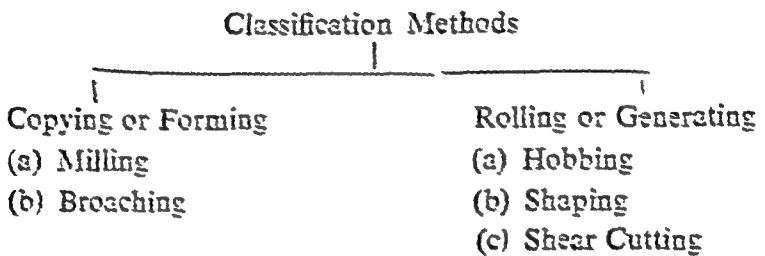 Classification Methods
Copying or Forming
(a) Milling
(b) Broaching
Rolling or Generating
(a) Hobbing
(b) Shaping
(c) Shear Cutting